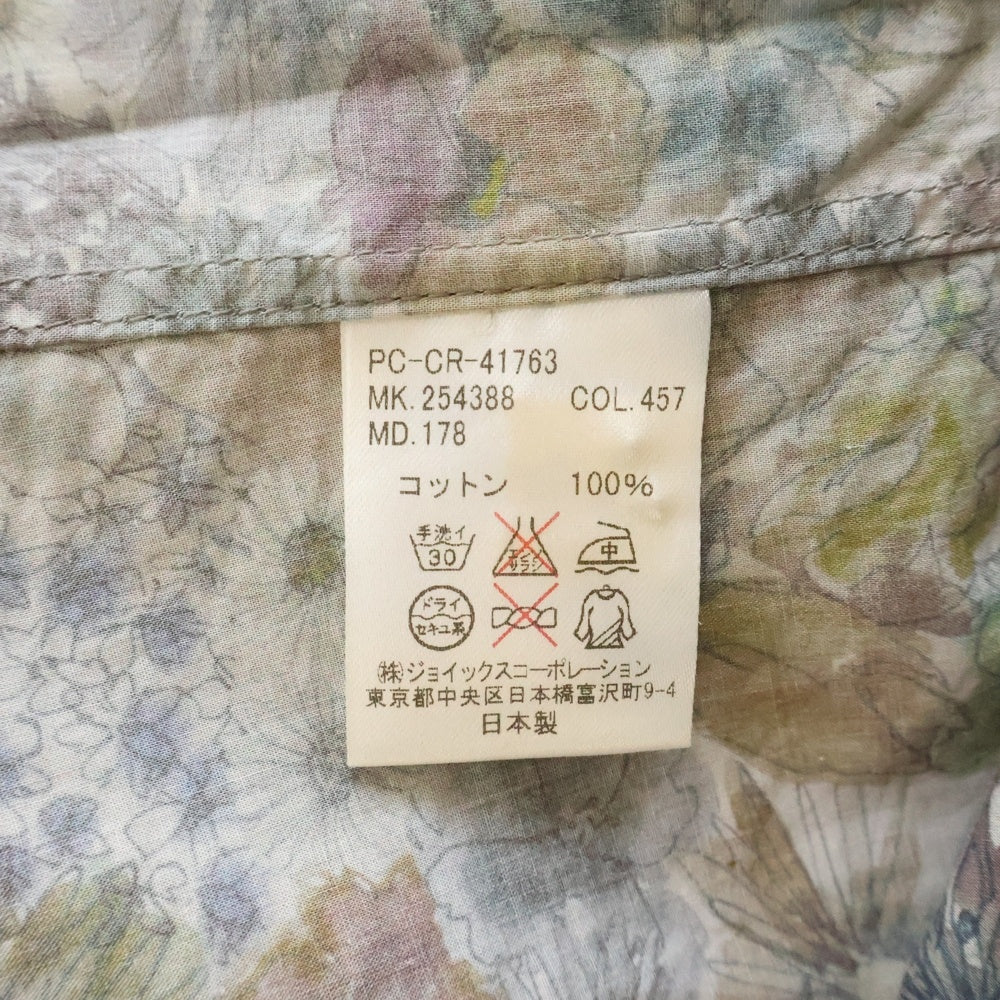 PC-CR-41763
MK.254388 COL.457
MD.178
コットン 100%
手洗イ
30
エンソ
サラシ
中
ドライ
セキユ系
㈱ジョイックスコーポレーション
東京都中央区日本橋富沢町9-4
日本製